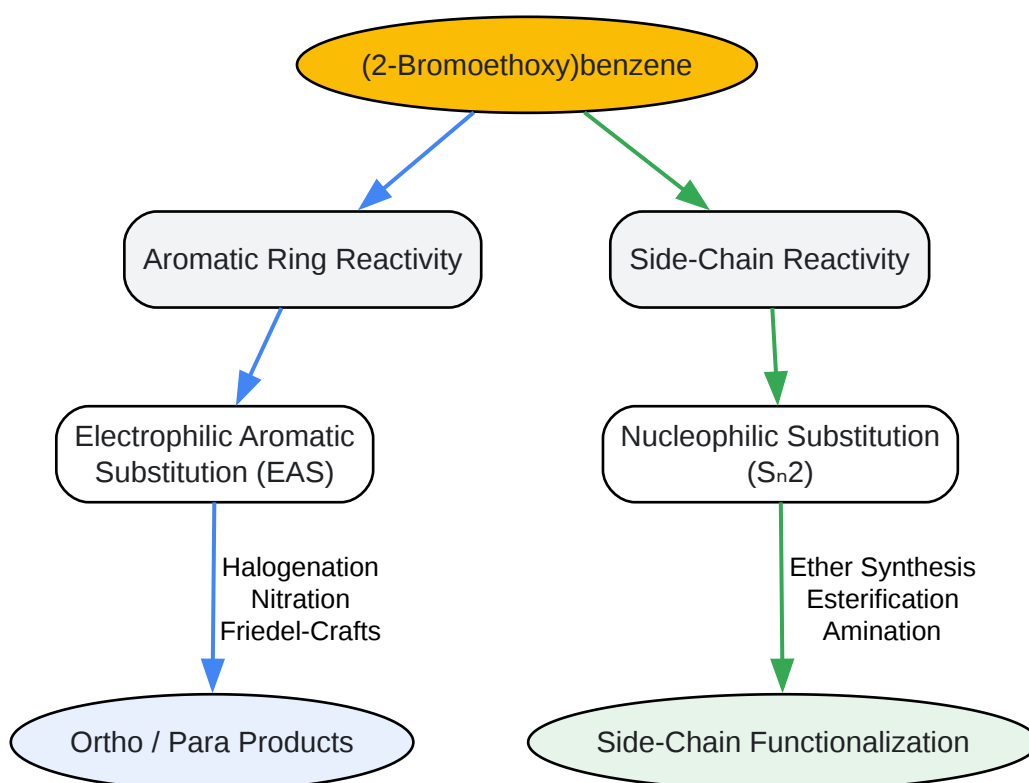 (2-Bromoethoxy)benzene
Aromatic Ring Reactivity
Side-Chain Reactivity
Electrophilic Aromatic
Substitution (EAS)
Nucleophilic Substitution
(Sₙ2)
Halogenation
Nitration
Friedel-Crafts
Ether Synthesis
Esterification
Amination
Ortho / Para Products
Side-Chain Functionalization